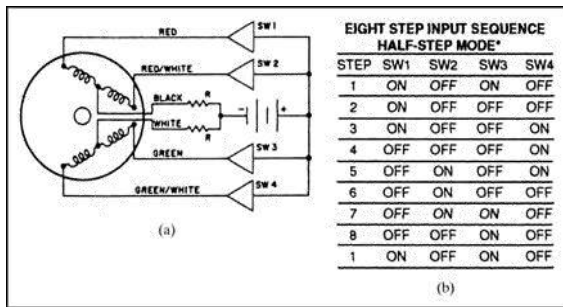 RED
SW 1
RED/WHITE
SW 2
BLACK
R
- +
WHITE
R
GREEN
SW 3
GREEN/WHITE
SW 4
(a)
EIGHT STEP INPUT SEQUENCE
HALF-STEP MODE*
STEP SW1 SW2 SW3 SW4
1 ON OFF ON OFF
2 ON OFF OFF OFF
3 ON OFF OFF ON
4 OFF OFF OFF ON
5 OFF ON OFF ON
6 OFF ON OFF OFF
7 OFF ON ON OFF
8 OFF OFF ON OFF
1 ON OFF ON OFF
(b)